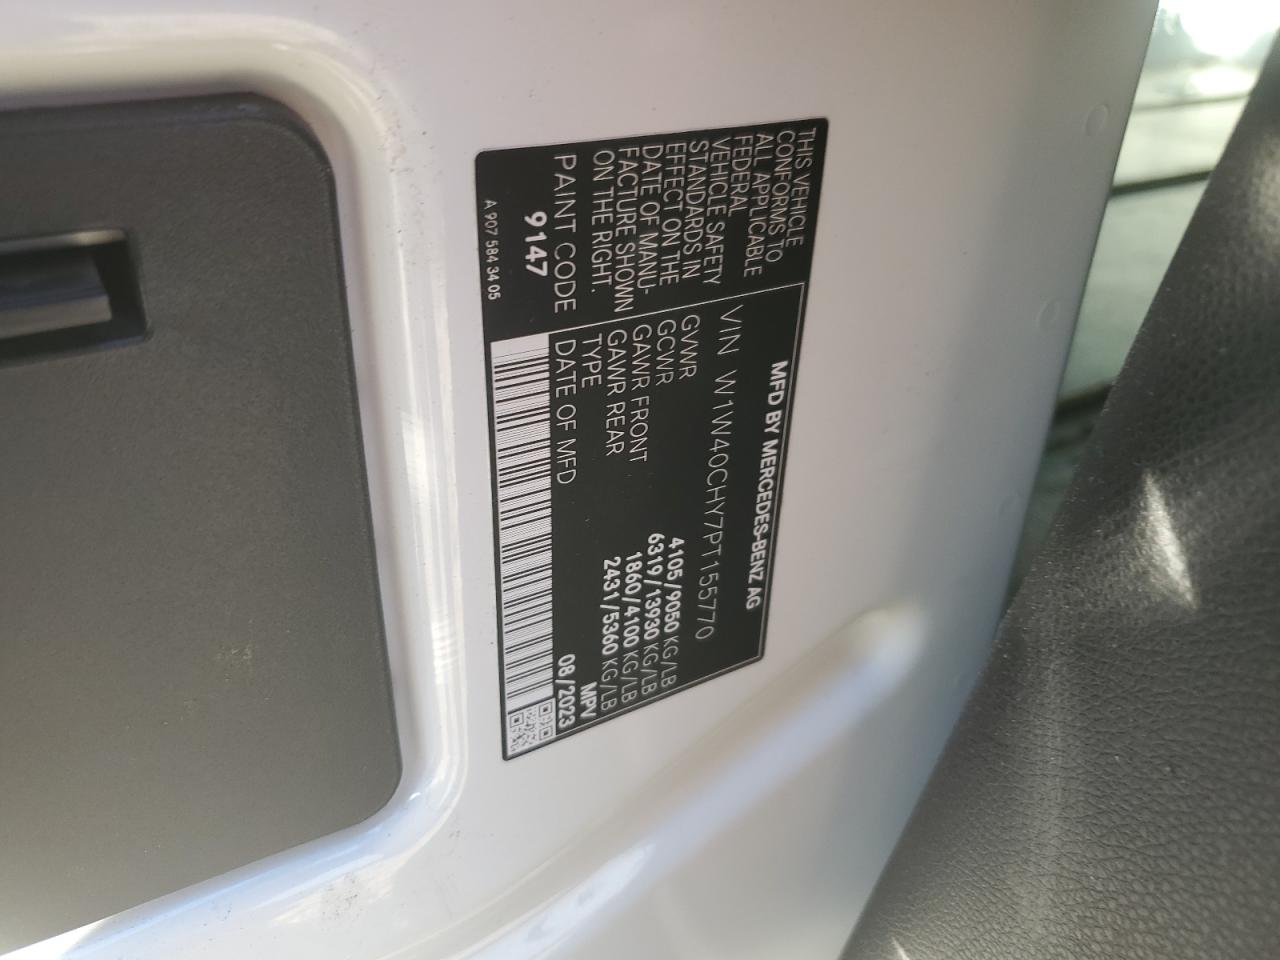 THIS VEHICLE
CONFORMS TO
ALL APPLICABLE
FEDERAL
VEHICLE SAFETY
STANDARDS IN
EFFECT ON THE
DATE OF MANU-
FACTURE SHOWN
ON THE RIGHT.
PAINT CODE
9147
A 907 584 34 05
MFD BY MERCEDES-BENZ AG
VIN W1W40CHY7PT155770
GVWR 4105/9050 KG/LB
GCWR 6319/13930 KG/LB
GAWR FRONT 1860/4100 KG/LB
GAWR REAR 2431/5360 KG/LB
TYPE MPV
DATE OF MFD 08/2023